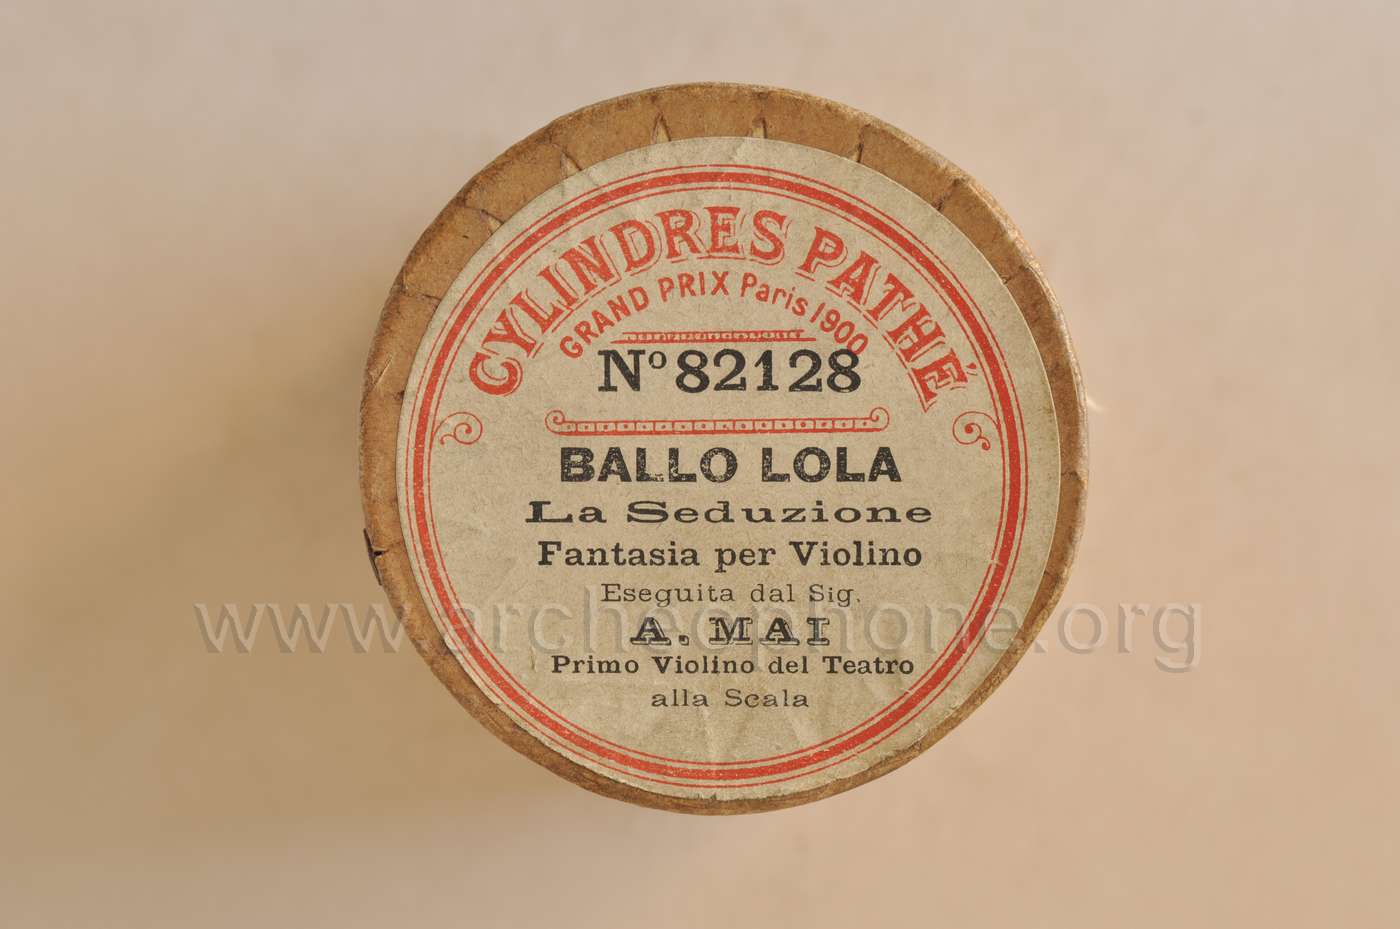 CYLINDRES PATHÉ
GRAND PRIX Paris 1900
Nº 82128
BALLO LOLA
La Seduzione
Fantasia per Violino
Eseguita dal Sig.
A. MAI
Primo Violino del Teatro
alla Scala
www.archeophone.org